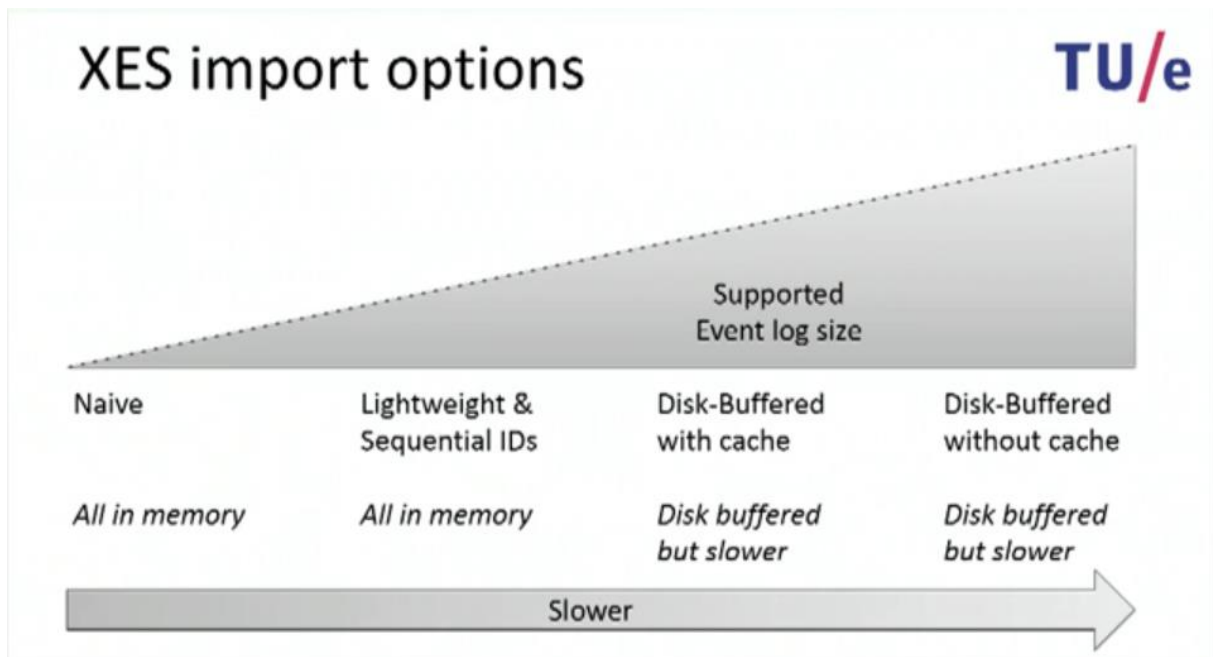 XES import options
TU/e
Supported
Event log size
Naive
Lightweight &
Sequential IDs
Disk-Buffered
with cache
Disk-Buffered
without cache
All in memory
All in memory
Disk buffered
but slower
Disk buffered
but slower
Slower